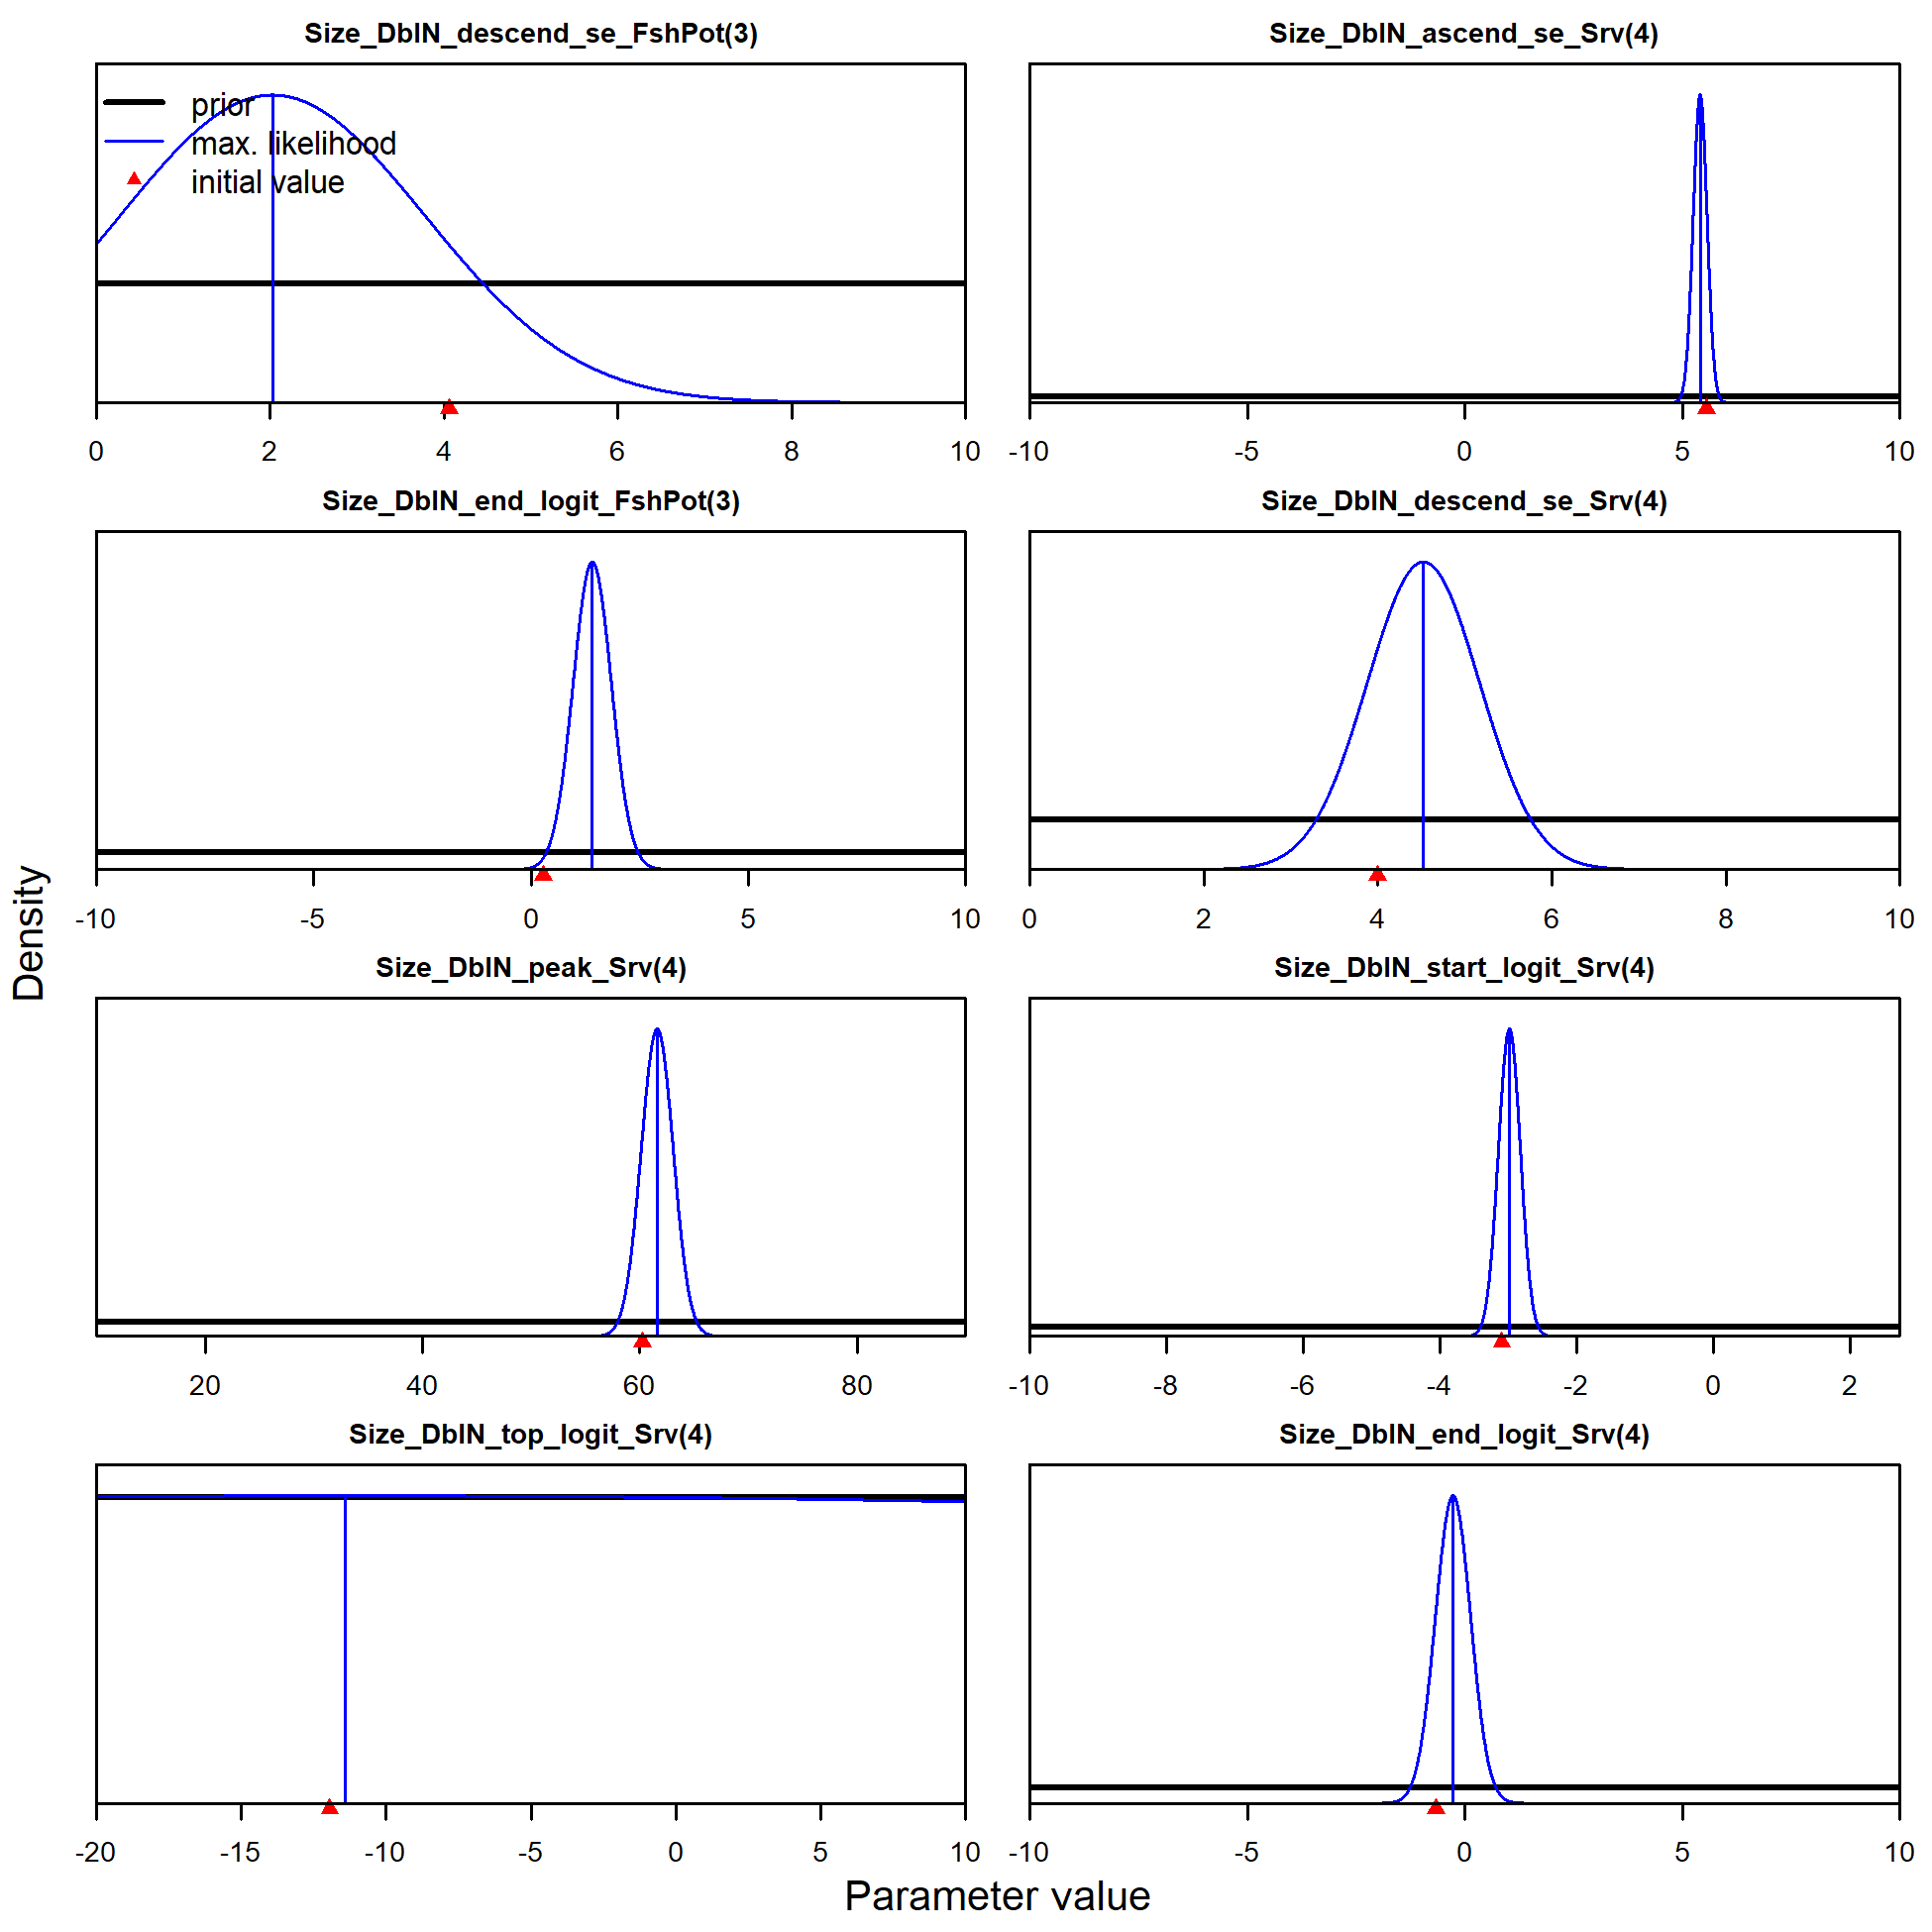 Size_DblN_descend_se_FshPot(3)
prior
max. likelihood
initial value
0 2 4 6 8 10
Size_DblN_ascend_se_Srv(4)
-10 -5 0 5 10
Size_DblN_end_logit_FshPot(3)
-10 -5 0 5 10
Size_DblN_descend_se_Srv(4)
0 2 4 6 8 10
Size_DblN_peak_Srv(4)
20 40 60 80
Size_DblN_start_logit_Srv(4)
-10 -8 -6 -4 -2 0 2
Size_DblN_top_logit_Srv(4)
-20 -15 -10 -5 0 5 10
Size_DblN_end_logit_Srv(4)
-10 -5 0 5 10
Density
Parameter value